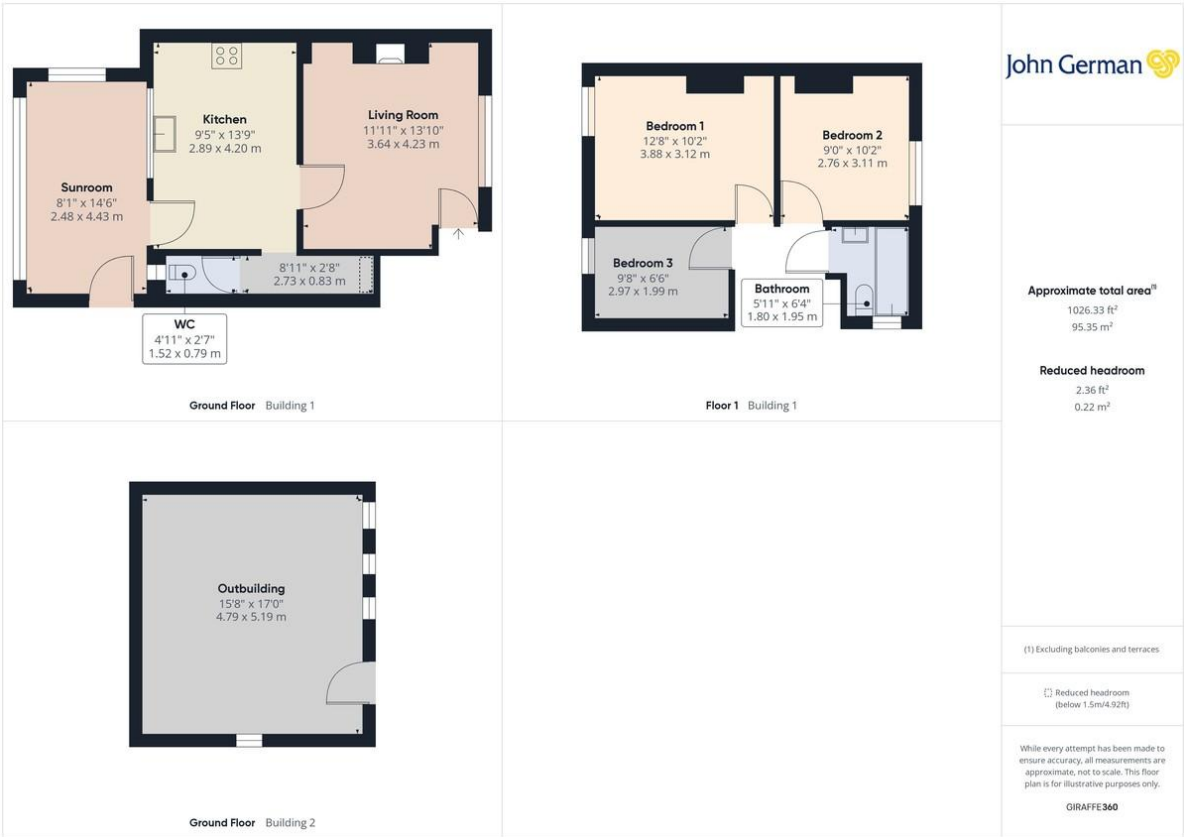 Sunroom
8'1" x 14'6"
2.48 x 4.43 m
Kitchen
9'5" x 13'9"
2.89 x 4.20 m
Living Room
11'11" x 13'10"
3.64 x 4.23 m
8'11" x 2'8"
2.73 x 0.83 m
WC
4'11" x 2'7"
1.52 x 0.79 m
Ground Floor Building 1
Bedroom 1
12'8" x 10'2"
3.88 x 3.12 m
Bedroom 2
9'0" x 10'2"
2.76 x 3.11 m
Bedroom 3
9'8" x 6'6"
2.97 x 1.99 m
Bathroom
5'11" x 6'4"
1.80 x 1.95 m
Floor 1 Building 1
Outbuilding
15'8" x 17'0"
4.79 x 5.19 m
Ground Floor Building 2
John German
Approximate total area(1)
1026.33 ft²
95.35 m²
Reduced headroom
2.36 ft²
0.22 m²
(1) Excluding balconies and terraces
Reduced headroom
(below 1.5m/4.92ft)
While every attempt has been made to
ensure accuracy, all measurements are
approximate, not to scale. This floor
plan is for illustrative purposes only.
GIRAFFE360